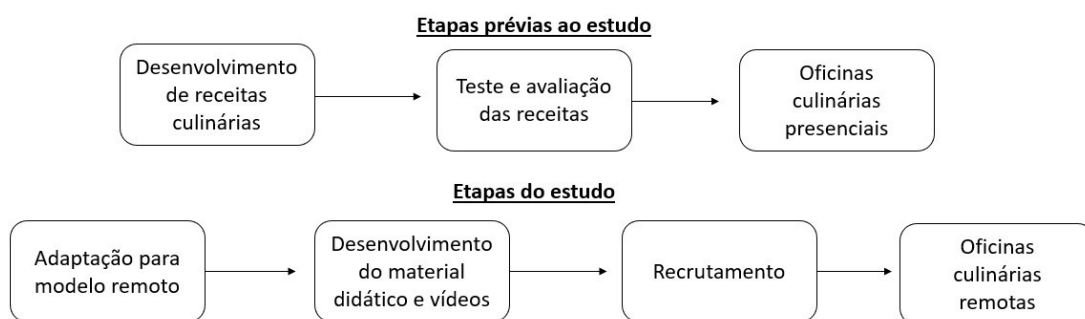 Etapas prévias ao estudo
Desenvolvimento
de receitas
culinárias
Teste e avaliação
das receitas
Oficinas
culinárias
presenciais
Etapas do estudo
Adaptação para
modelo remoto
Desenvolvimento
do material
didático e vídeos
Recrutamento
Oficinas
culinárias
remotas